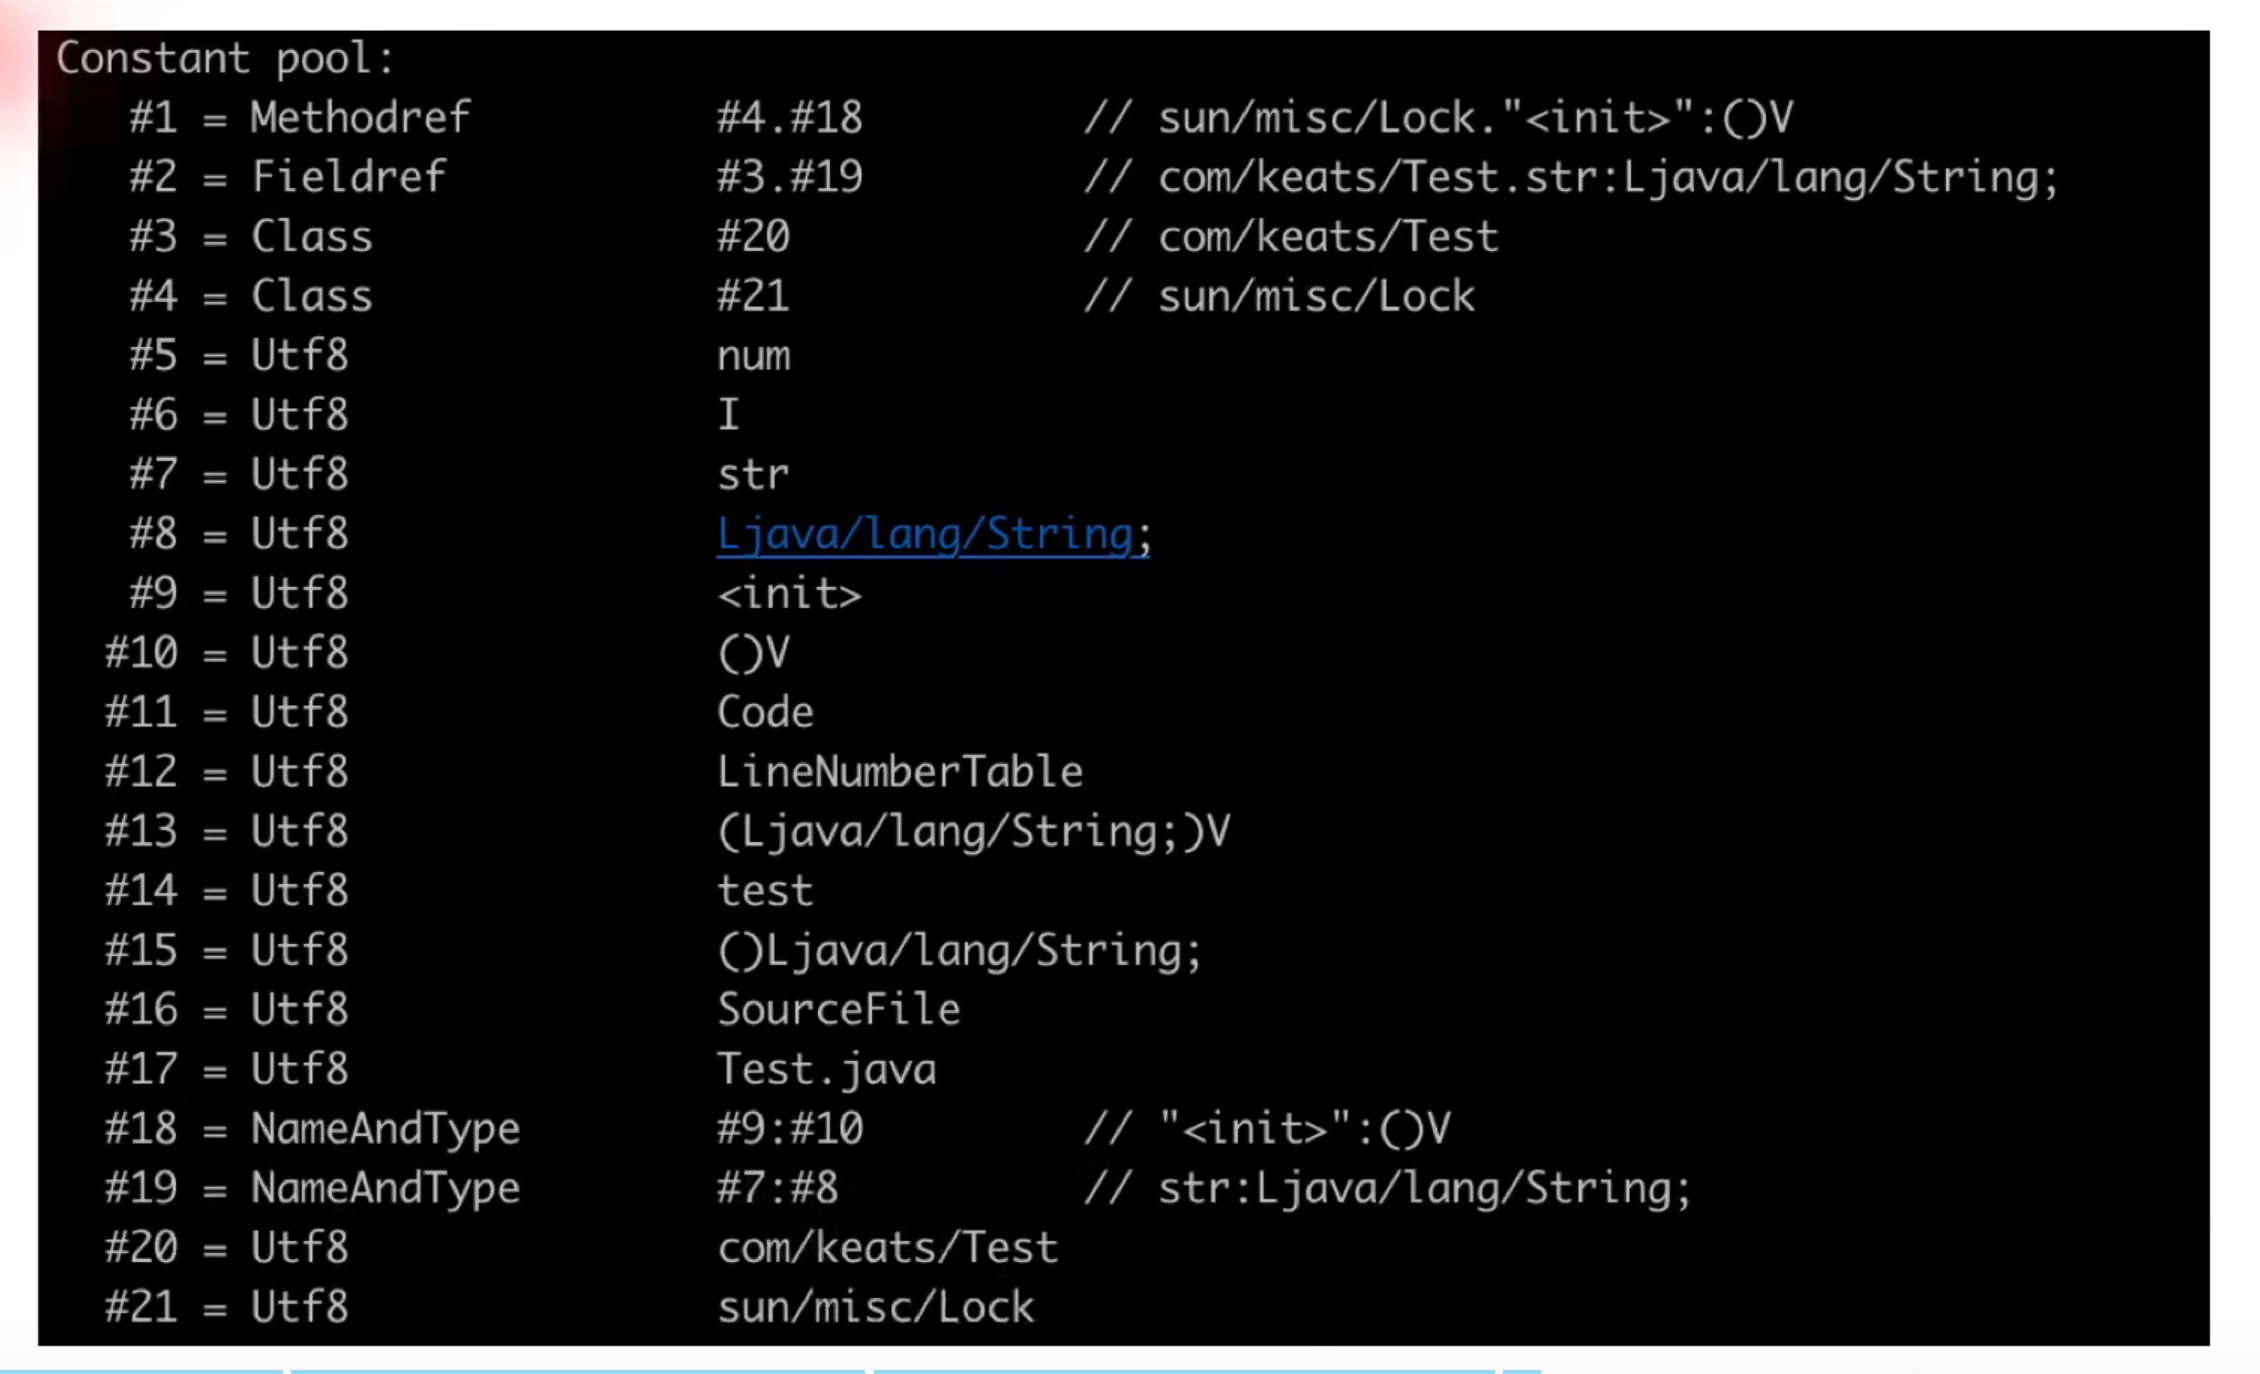 Constant pool:
#1 = Methodref #4.#18 // sun/misc/Lock."<init>":()V
#2 = Fieldref #3.#19 // com/keats/Test.str:Ljava/lang/String;
#3 = Class #20 // com/keats/Test
#4 = Class #21 // sun/misc/Lock
#5 = Utf8 num
#6 = Utf8 I
#7 = Utf8 str
#8 = Utf8 Ljava/lang/String;
#9 = Utf8 <init>
#10 = Utf8 ()V
#11 = Utf8 Code
#12 = Utf8 LineNumberTable
#13 = Utf8 (Ljava/lang/String;)V
#14 = Utf8 test
#15 = Utf8 ()Ljava/lang/String;
#16 = Utf8 SourceFile
#17 = Utf8 Test.java
#18 = NameAndType #9:#10 // "<init>":()V
#19 = NameAndType #7:#8 // str:Ljava/lang/String;
#20 = Utf8 com/keats/Test
#21 = Utf8 sun/misc/Lock